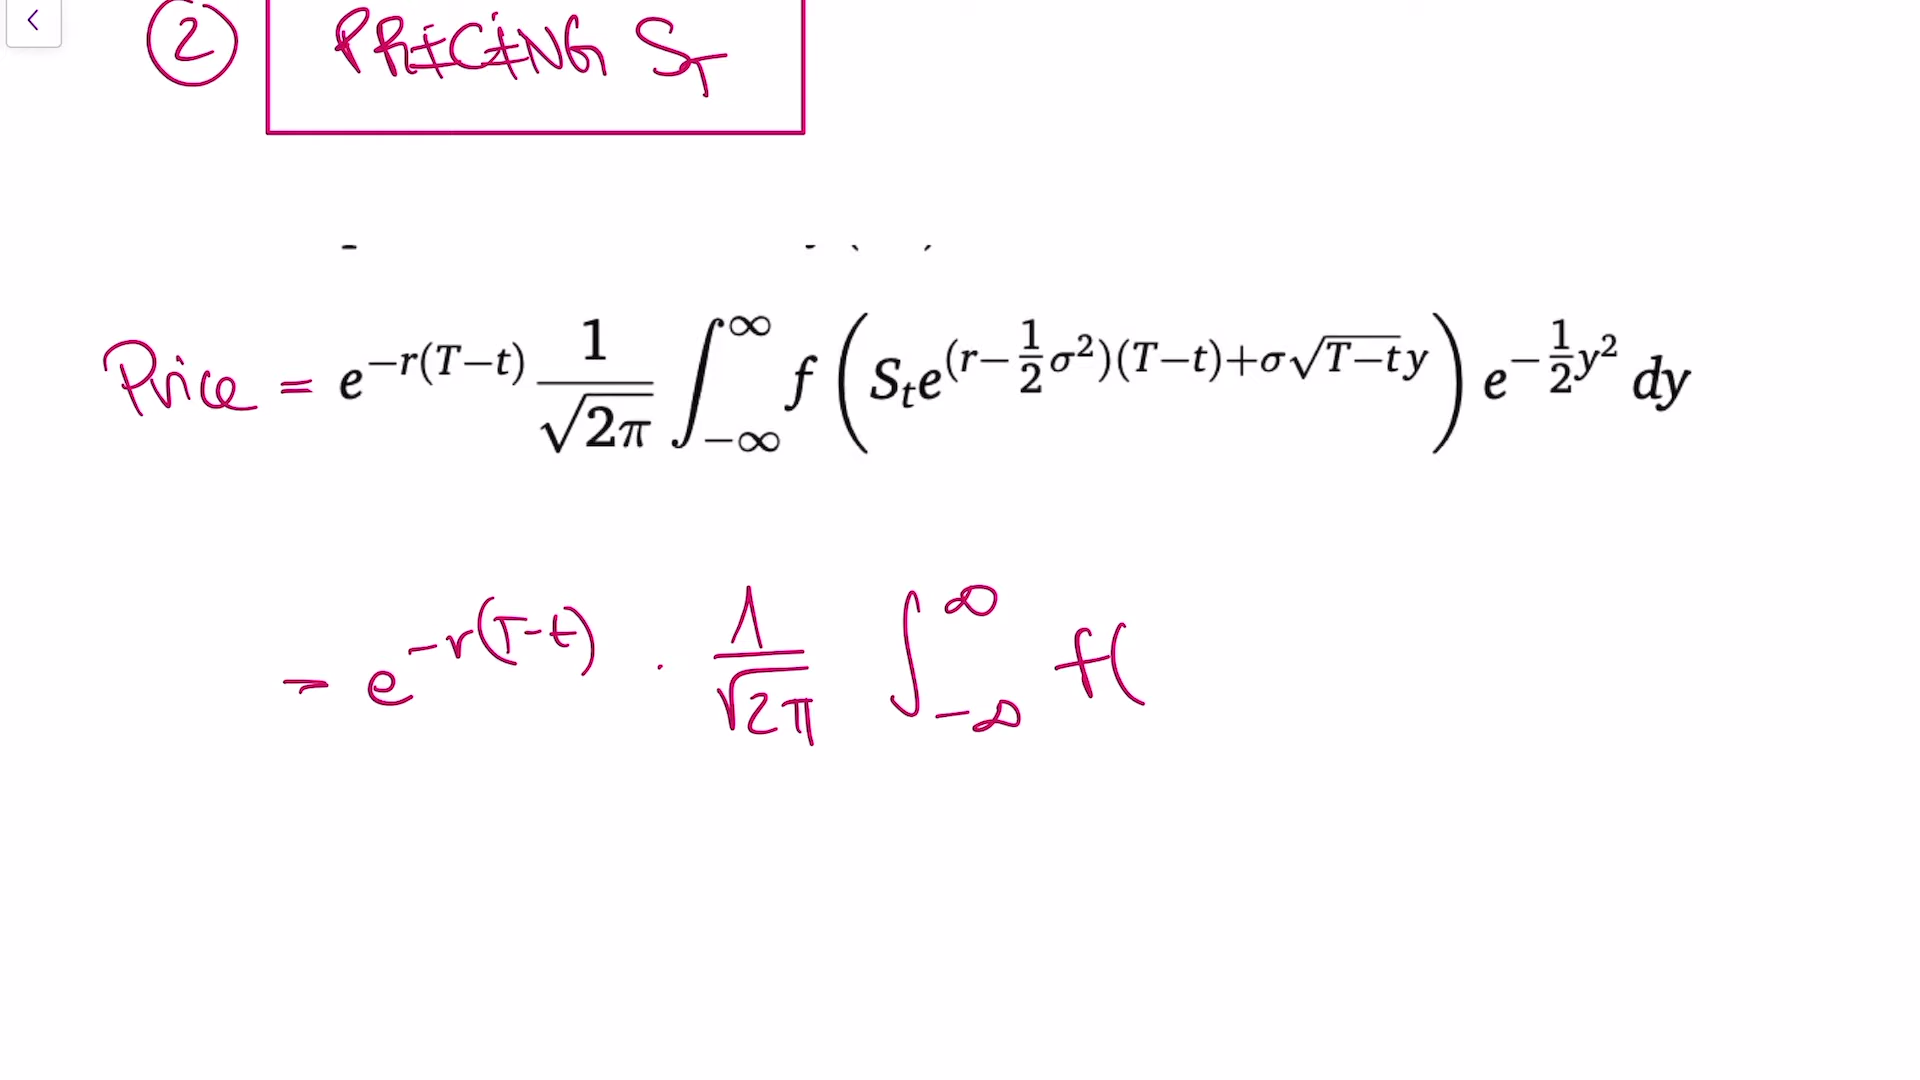 ② PRICING S_T
Price = e^{-r(T-t)} \frac{1}{\sqrt{2\pi}} \int_{-\infty}^{\infty} f\left(S_t e^{(r-\frac{1}{2}\sigma^2)(T-t)+\sigma\sqrt{T-t}y}\right) e^{-\frac{1}{2}y^2} dy
= e^{-r(T-t)} \cdot \frac{1}{\sqrt{2\pi}} \int_{-\infty}^{\infty} f(